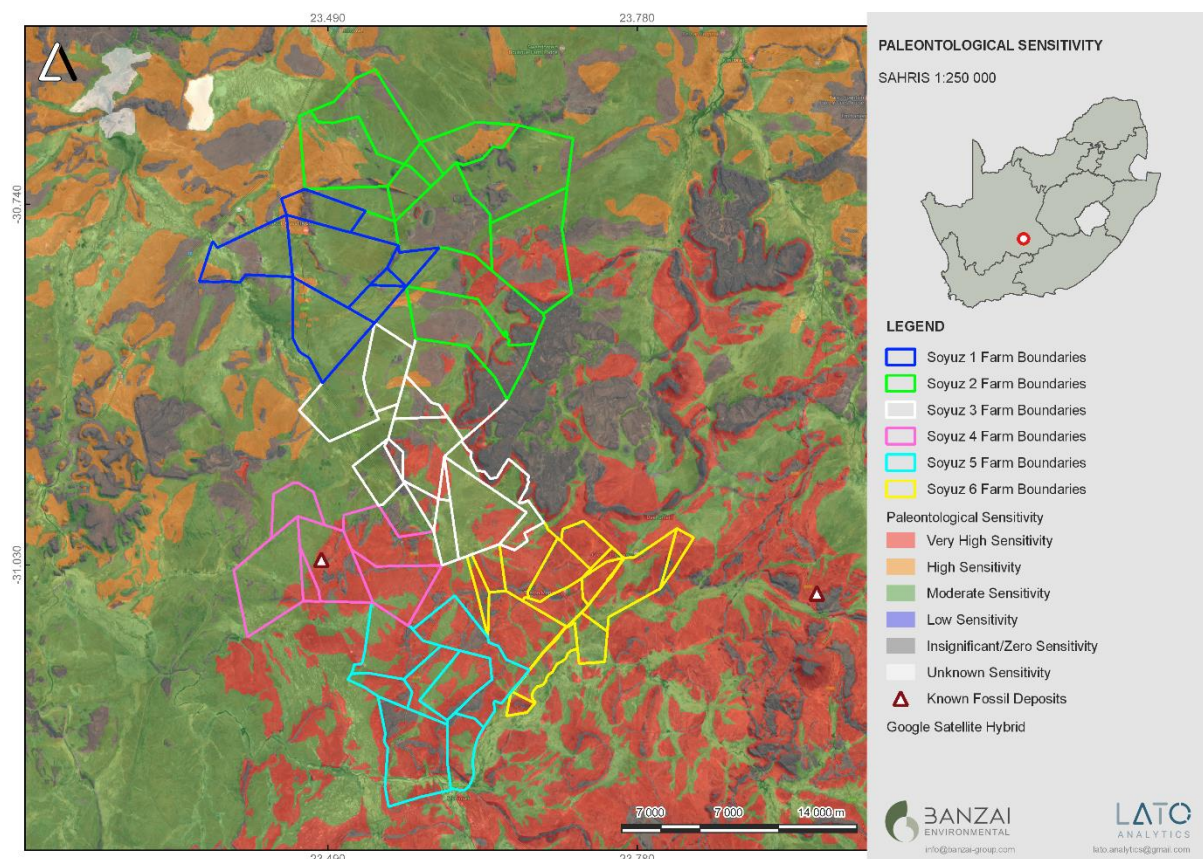 23.490
23.780
-30.740
-31.030
7 000
7 000
14 000 m
23.490
23.780
PALEONTOLOGICAL SENSITIVITY
SAHRIS 1:250 000
LEGEND
Soyuz 1 Farm Boundaries
Soyuz 2 Farm Boundaries
Soyuz 3 Farm Boundaries
Soyuz 4 Farm Boundaries
Soyuz 5 Farm Boundaries
Soyuz 6 Farm Boundaries
Paleontological Sensitivity
Very High Sensitivity
High Sensitivity
Moderate Sensitivity
Low Sensitivity
Insignificant/Zero Sensitivity
Unknown Sensitivity
Known Fossil Deposits
Google Satellite Hybrid
BANZAI
ENVIRONMENTAL
info@banzai-group.com
LATO
ANALYTICS
lato.analytics@gmail.com